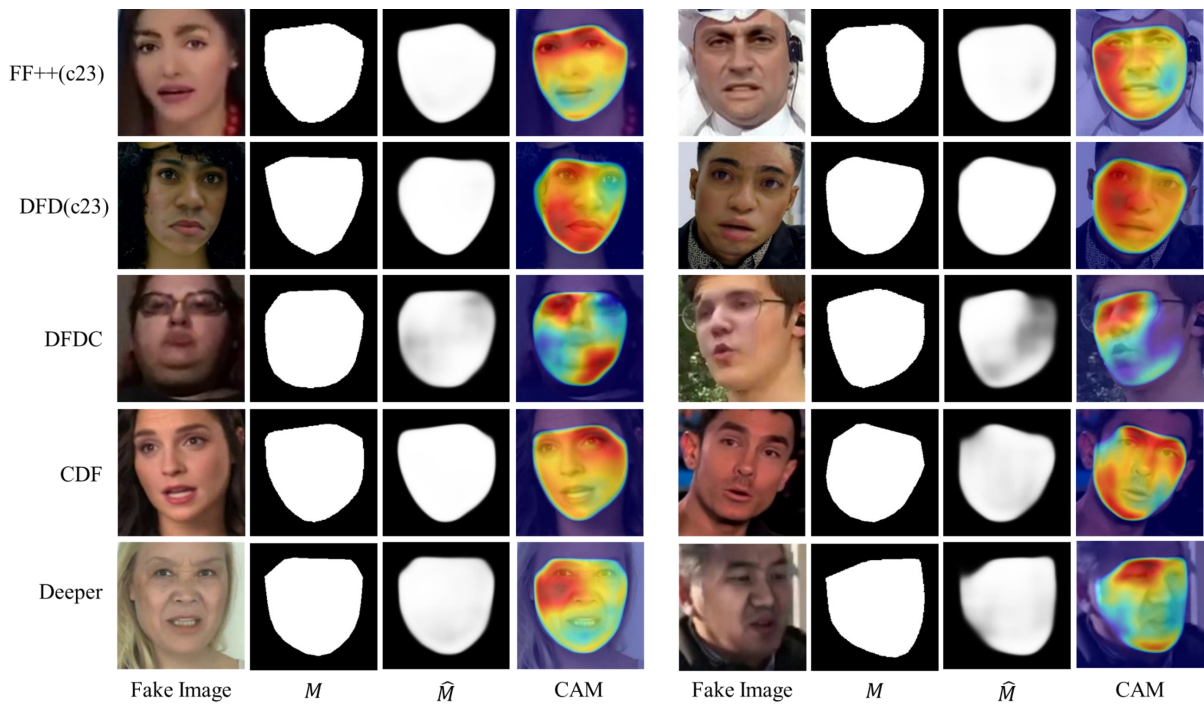 FF++(c23)
DFD(c23)
DFDC
CDF
Deeper
Fake Image M M̂ CAM Fake Image M M̂ CAM